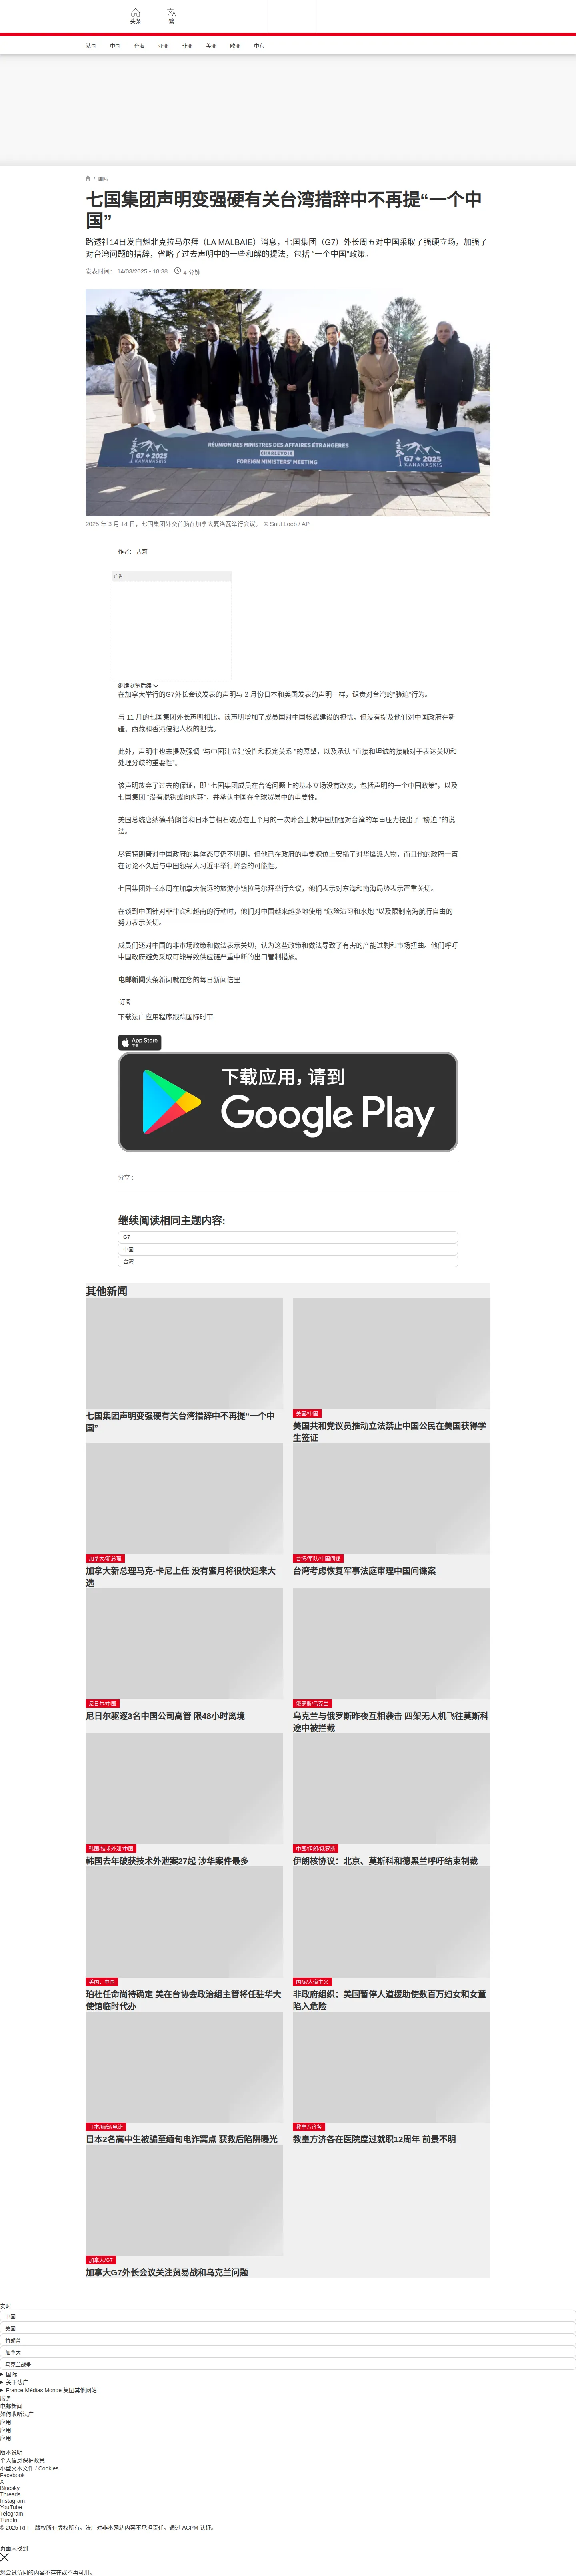 头条
繁
法国 中国 台海 亚洲 非洲 美洲 欧洲 中东
/ 国际
七国集团声明变强硬有关台湾措辞中不再提“一个中
国”
路透社14日发自魁北克拉马尔拜（LA MALBAIE）消息，七国集团（G7）外长周五对中国采取了强硬立场，加强了
对台湾问题的措辞，省略了过去声明中的一些和解的提法，包括 “一个中国”政策。
发表时间： 14/03/2025 - 18:38 4 分钟
G7 2025
KANANASKIS
RÉUNION DES MINISTRES DES AFFAIRES ÉTRANGÈRES
CHARLEVOIX
FOREIGN MINISTERS' MEETING
G7 2025
KANANASKIS
2025 年 3 月 14 日，七国集团外交首脑在加拿大夏洛瓦举行会议。 © Saul Loeb / AP
作者： 古莉
广告
继续浏览后续
在加拿大举行的G7外长会议发表的声明与 2 月份日本和美国发表的声明一样，谴责对台湾的“胁迫”行为。
与 11 月的七国集团外长声明相比，该声明增加了成员国对中国核武建设的担忧，但没有提及他们对中国政府在新
疆、西藏和香港侵犯人权的担忧。
此外，声明中也未提及强调 “与中国建立建设性和稳定关系 ”的愿望，以及承认 “直接和坦诚的接触对于表达关切和
处理分歧的重要性”。
该声明放弃了过去的保证，即 “七国集团成员在台湾问题上的基本立场没有改变，包括声明的一个中国政策”，以及
七国集团 “没有脱钩或向内转”，并承认中国在全球贸易中的重要性。
美国总统唐纳德-特朗普和日本首相石破茂在上个月的一次峰会上就中国加强对台湾的军事压力提出了 “胁迫 ”的说
法。
尽管特朗普对中国政府的具体态度仍不明朗，但他已在政府的重要职位上安插了对华鹰派人物，而且他的政府一直
在讨论不久后与中国领导人习近平举行峰会的可能性。
七国集团外长本周在加拿大偏远的旅游小镇拉马尔拜举行会议，他们表示对东海和南海局势表示严重关切。
在谈到中国针对菲律宾和越南的行动时，他们对中国越来越多地使用 “危险演习和水炮 ”以及限制南海航行自由的
努力表示关切。
成员们还对中国的非市场政策和做法表示关切，认为这些政策和做法导致了有害的产能过剩和市场扭曲。他们呼吁
中国政府避免采取可能导致供应链严重中断的出口管制措施。
电邮新闻头条新闻就在您的每日新闻信里
订阅
下载法广应用程序跟踪国际时事
App Store
下载
下载应用，请到
Google Play
分享 :
继续阅读相同主题内容:
G7
中国
台湾
其他新闻
七国集团声明变强硬有关台湾措辞中不再提“一个中
国”
美国/中国
美国共和党议员推动立法禁止中国公民在美国获得学
生签证
加拿大/新总理
加拿大新总理马克-卡尼上任 没有蜜月将很快迎来大
选
台湾/军队/中国间谍
台湾考虑恢复军事法庭审理中国间谍案
尼日尔/中国
尼日尔驱逐3名中国公司高管 限48小时离境
俄罗斯/乌克兰
乌克兰与俄罗斯昨夜互相袭击 四架无人机飞往莫斯科
途中被拦截
韩国/技术外泄/中国
韩国去年破获技术外泄案27起 涉华案件最多
中国/伊朗/俄罗斯
伊朗核协议：北京、莫斯科和德黑兰呼吁结束制裁
美国，中国
珀杜任命尚待确定 美在台协会政治组主管将任驻华大
使馆临时代办
国际/人道主义
非政府组织：美国暂停人道援助使数百万妇女和女童
陷入危险
日本/缅甸/电诈
日本2名高中生被骗至缅甸电诈窝点 获救后陷阱曝光
教皇方济各
教皇方济各在医院度过就职12周年 前景不明
加拿大/G7
加拿大G7外长会议关注贸易战和乌克兰问题
实时
中国
美国
特朗普
加拿大
乌克兰战争
国际
关于法广
France Médias Monde 集团其他网站
服务
电邮新闻
如何收听法广
应用
应用
应用
版本说明
个人信息保护政策
小型文本文件 / Cookies
Facebook
X
Bluesky
Threads
Instagram
YouTube
Telegram
TuneIn
© 2025 RFI – 版权所有版权所有。法广对非本网站内容不承担责任。通过 ACPM 认证。
页面未找到
您尝试访问的内容不存在或不再可用。